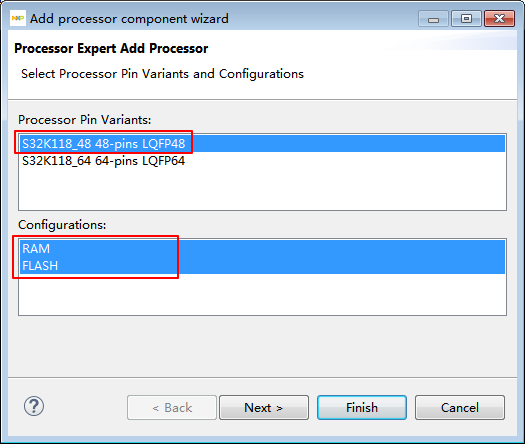 NXP Add processor component wizard
Processor Expert Add Processor
Select Processor Pin Variants and Configurations
Processor Pin Variants:
S32K118_48 48-pins LQFP48
S32K118_64 64-pins LQFP64
Configurations:
RAM
FLASH
? < Back Next > Finish Cancel